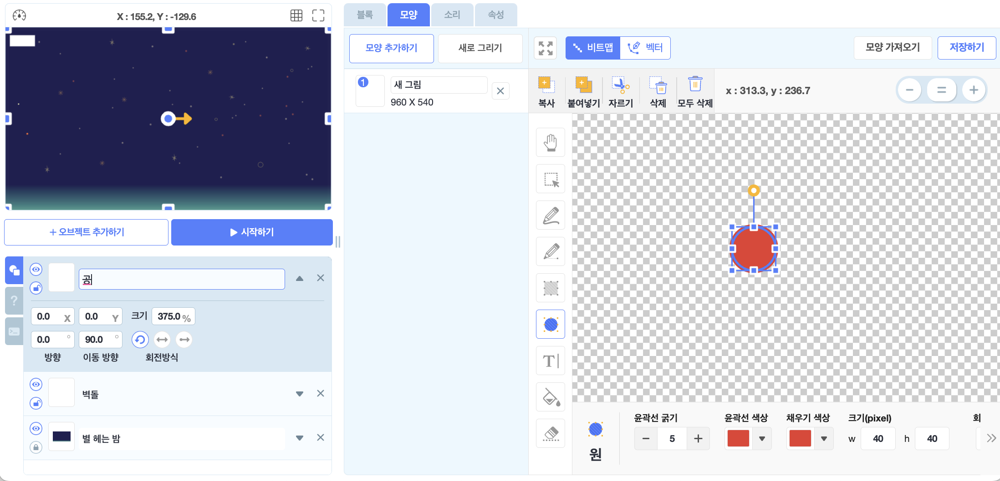 X : 155.2, Y : -129.6
블록
모양
소리
속성
모양 추가하기
새로 그리기
비트맵
벡터
모양 가져오기
저장하기
1
새 그림
960 X 540
복사
붙여넣기
자르기
삭제
모두 삭제
x : 313.3, y : 236.7
+ 오브젝트 추가하기
시작하기
굥
0.0 X
0.0 Y
크기
375.0 %
0.0 °
90.0 °
방향
이동 방향
회전방식
벽돌
별 헤는 밤
T
원
윤곽선 굵기
5
윤곽선 색상
채우기 색상
크기(pixel)
w 40 h 40
회